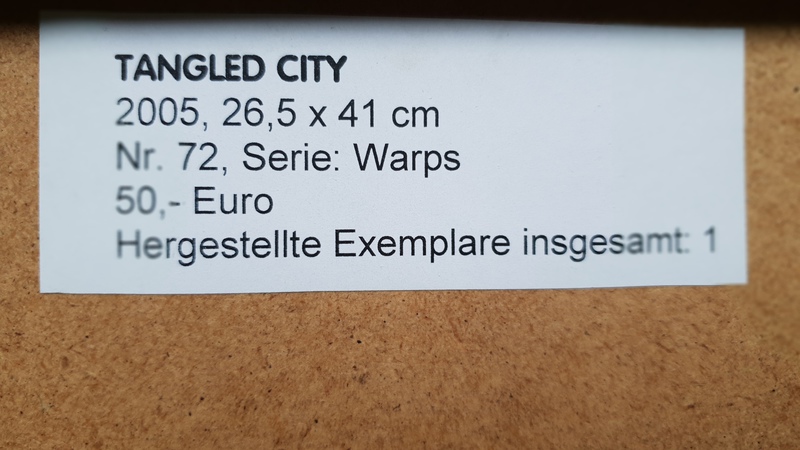 TANGLED CITY
2005, 26,5 x 41 cm
Nr. 72, Serie: Warps
50,- Euro
Hergestellte Exemplare insgesamt: 1